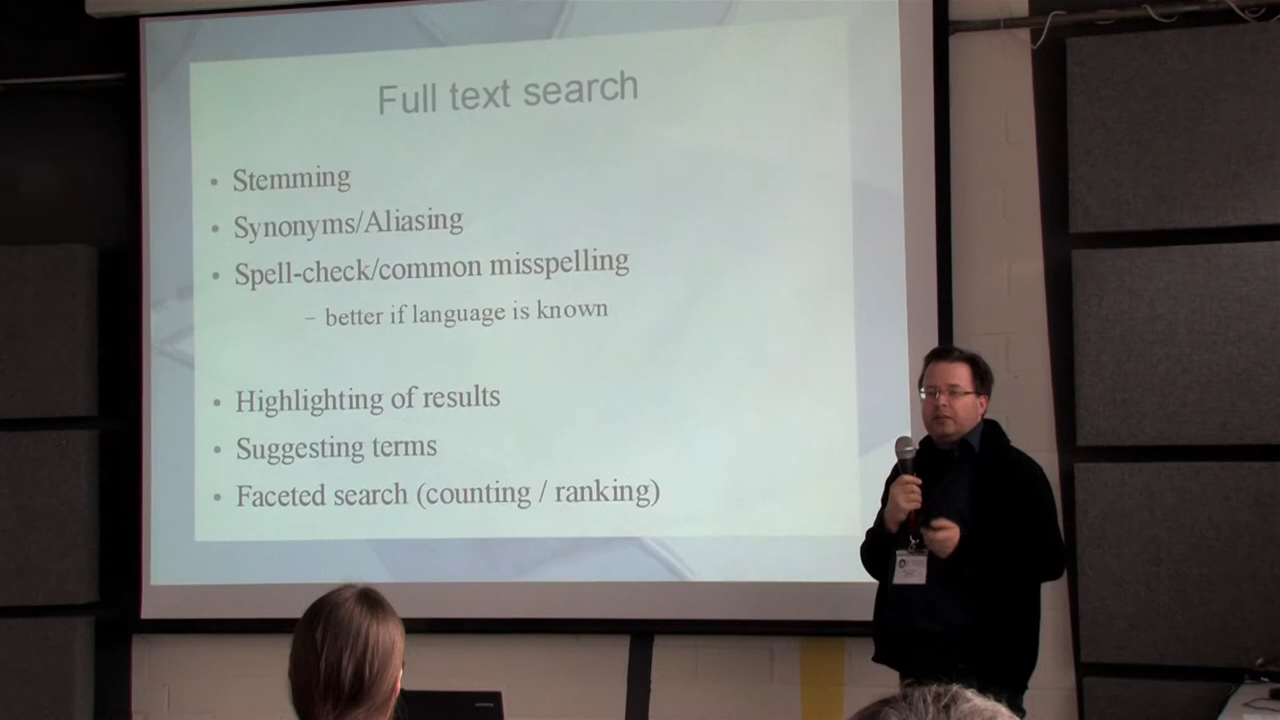 Full text search
• Stemming
• Synonyms/Aliasing
• Spell-check/common misspelling
– better if language is known
• Highlighting of results
• Suggesting terms
• Faceted search (counting / ranking)